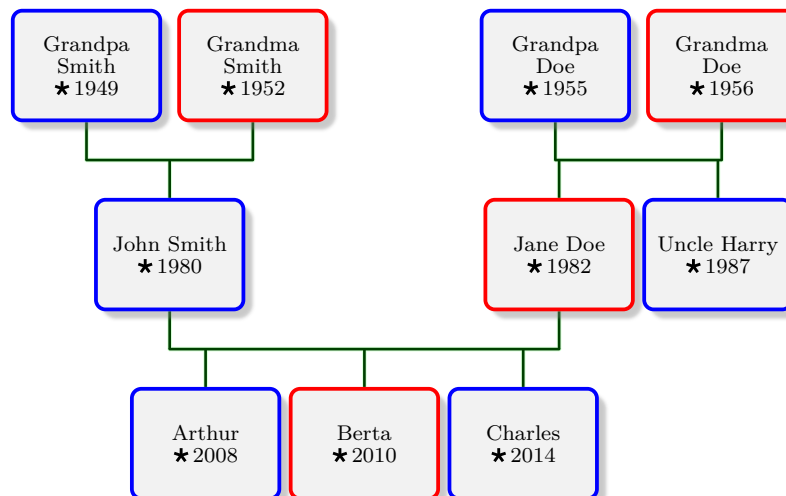 Grandpa
Smith
★1949
Grandma
Smith
★1952
Grandpa
Doe
★1955
Grandma
Doe
★1956
John Smith
★1980
Jane Doe
★1982
Uncle Harry
★1987
Arthur
★2008
Berta
★2010
Charles
★2014